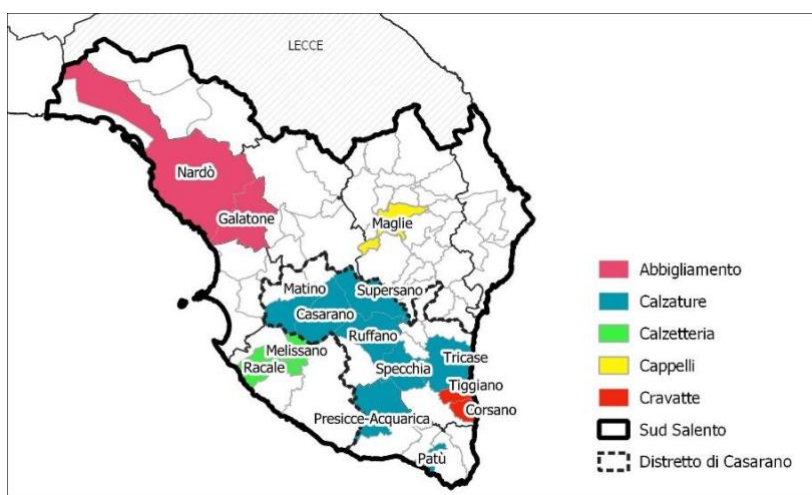 LECCE
Nardò
Galatone
Maglie
Matino
Supersano
Casarano
Ruffano
Melissano
Racale
Specchia
Tricase
Tiggiano
Corsano
Presicce-Acquarica
Patù
Abbigliamento
Calzature
Calzetteria
Cappelli
Cravatte
Sud Salento
Distretto di Casarano